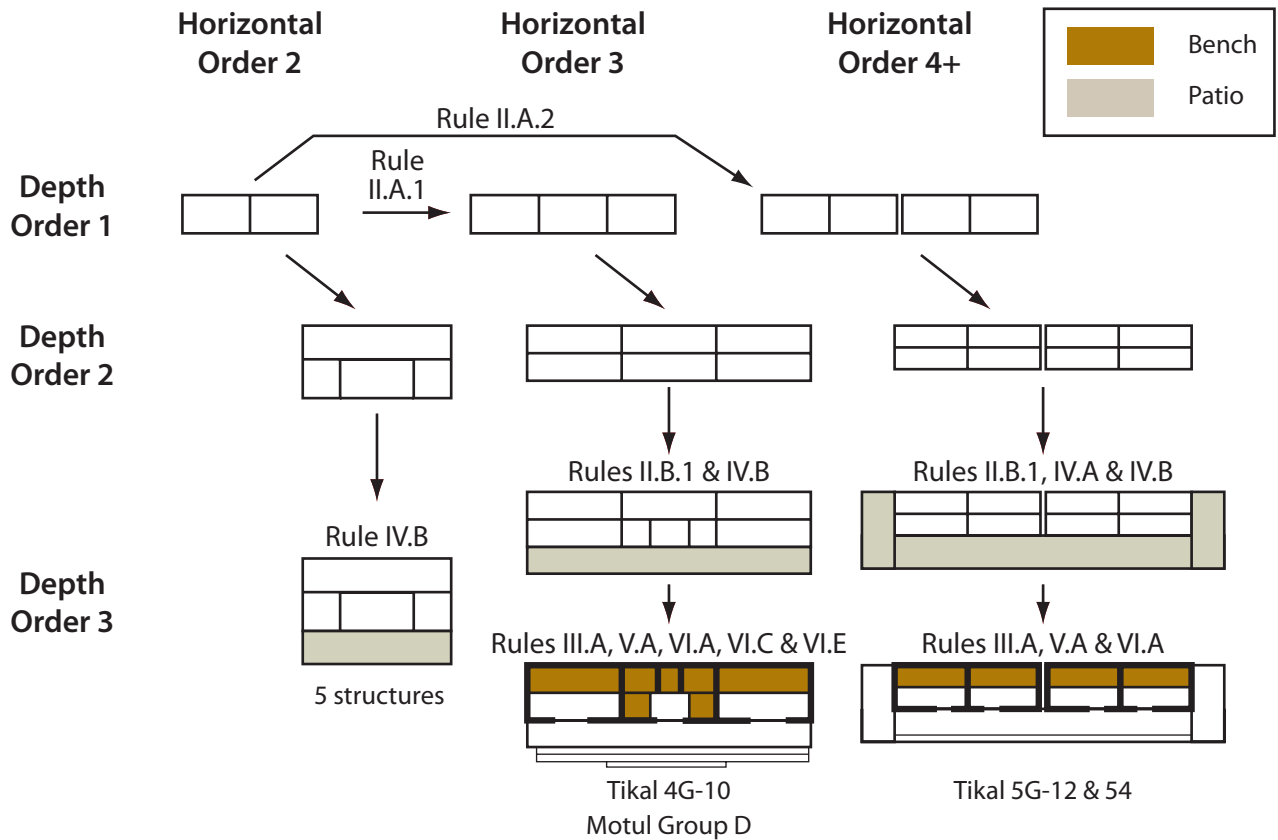 Horizontal
Order 2
Horizontal
Order 3
Horizontal
Order 4+
Bench
Patio
Rule II.A.2
Rule
II.A.1
Depth
Order 1
Depth
Order 2
Rules II.B.1 & IV.B
Rules II.B.1, IV.A & IV.B
Rule IV.B
Depth
Order 3
Rules III.A, V.A, VI.A, VI.C & VI.E
Rules III.A, V.A & VI.A
5 structures
Tikal 4G-10
Motul Group D
Tikal 5G-12 & 54